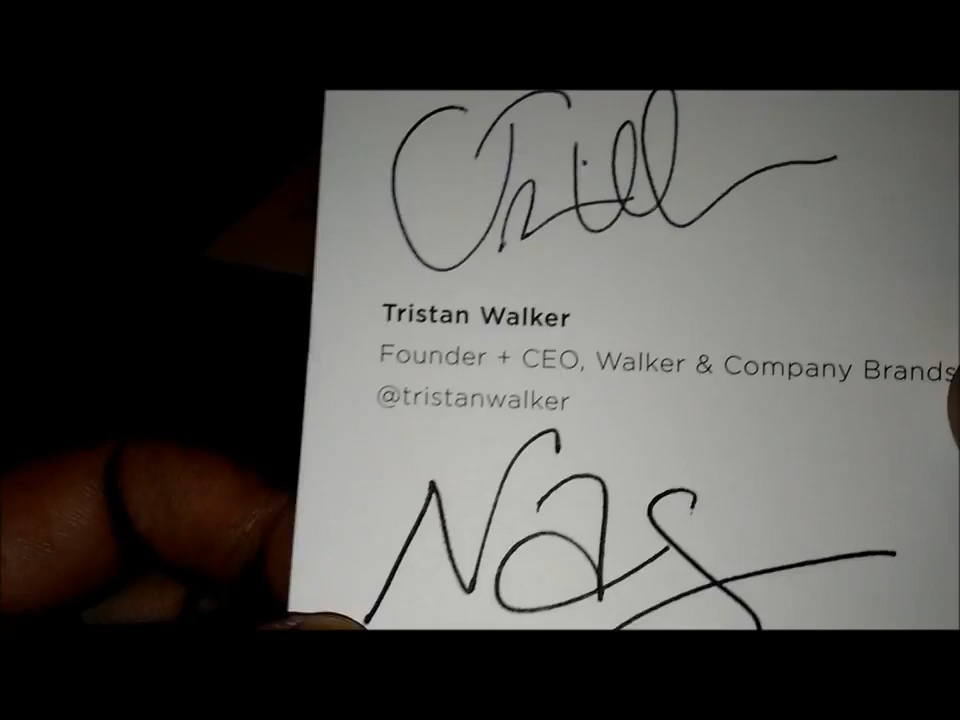 Tristan Walker
Founder + CEO, Walker & Company Brands
@tristanwalker
Nas